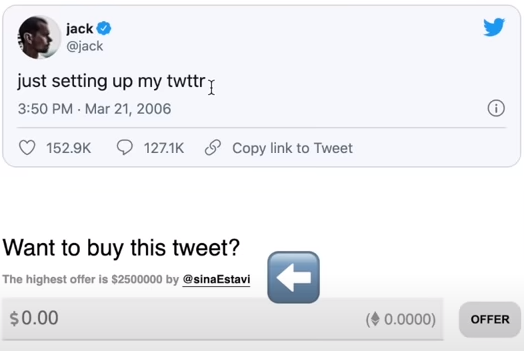 jack
@jack
just setting up my twttr
3:50 PM · Mar 21, 2006
152.9K 127.1K Copy link to Tweet
Want to buy this tweet?
The highest offer is $2500000 by @sinaEstavi
$0.00 (0.0000) OFFER